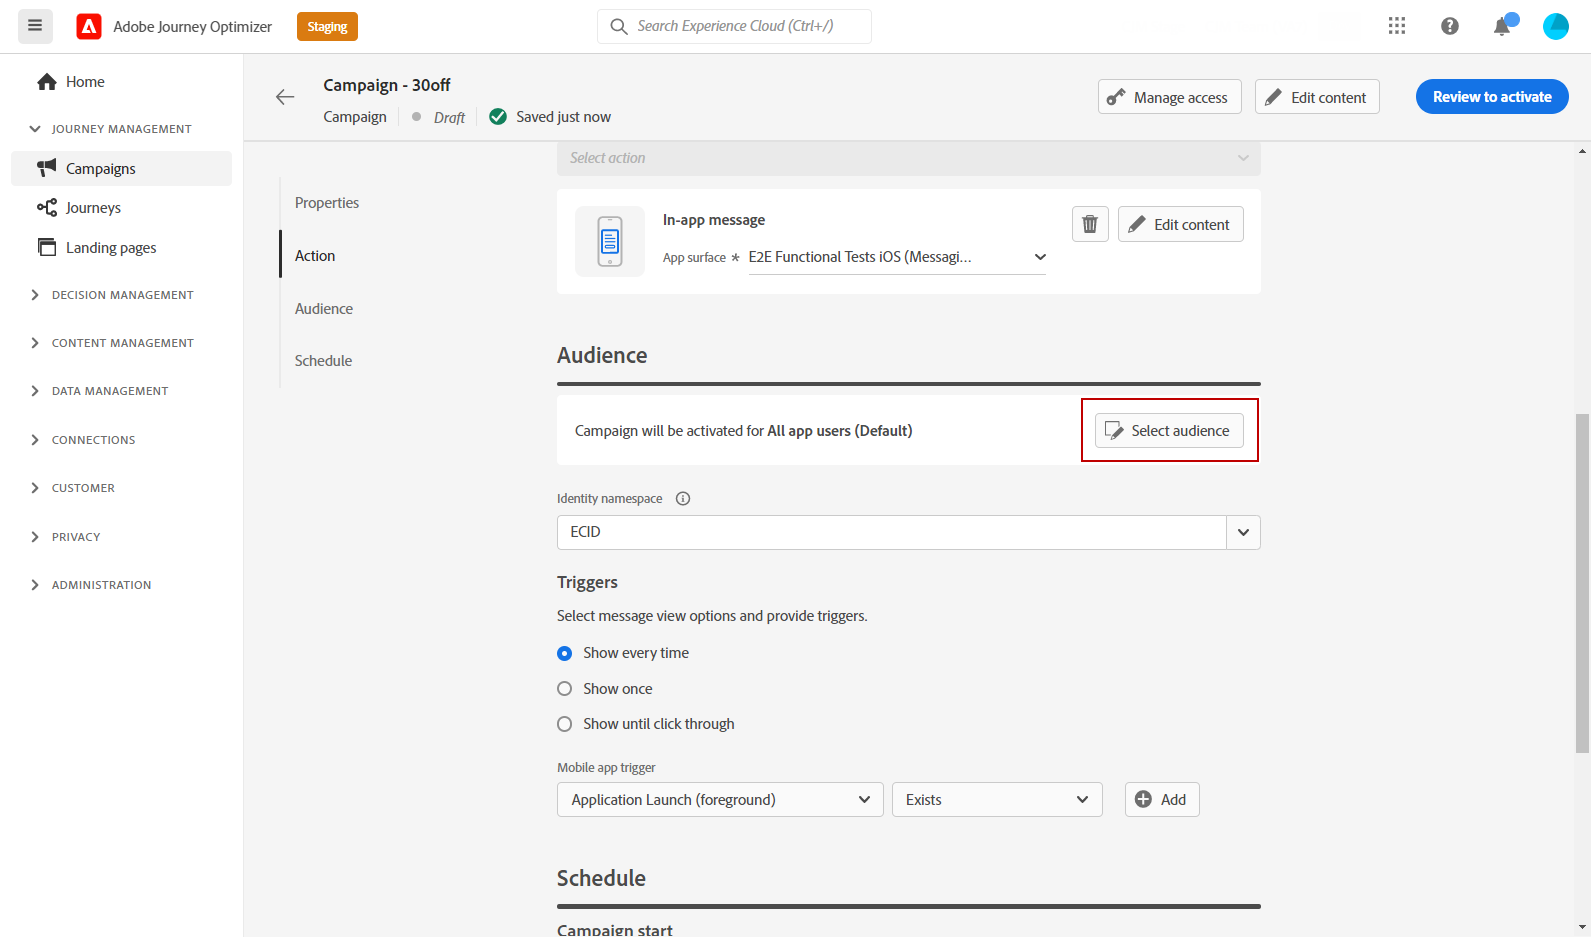 Adobe Journey Optimizer
Staging
Search Experience Cloud (Ctrl+/)
Home
JOURNEY MANAGEMENT
Campaigns
Journeys
Landing pages
DECISION MANAGEMENT
CONTENT MANAGEMENT
DATA MANAGEMENT
CONNECTIONS
CUSTOMER
PRIVACY
ADMINISTRATION
Campaign - 30off
Campaign
Draft
Saved just now
Manage access
Edit content
Review to activate
Properties
Action
Audience
Schedule
Select action
In-app message
App surface * E2E Functional Tests iOS (Messagi...
Edit content
Audience
Campaign will be activated for All app users (Default)
Select audience
Identity namespace
ECID
Triggers
Select message view options and provide triggers.
Show every time
Show once
Show until click through
Mobile app trigger
Application Launch (foreground)
Exists
Add
Schedule
Campaign start